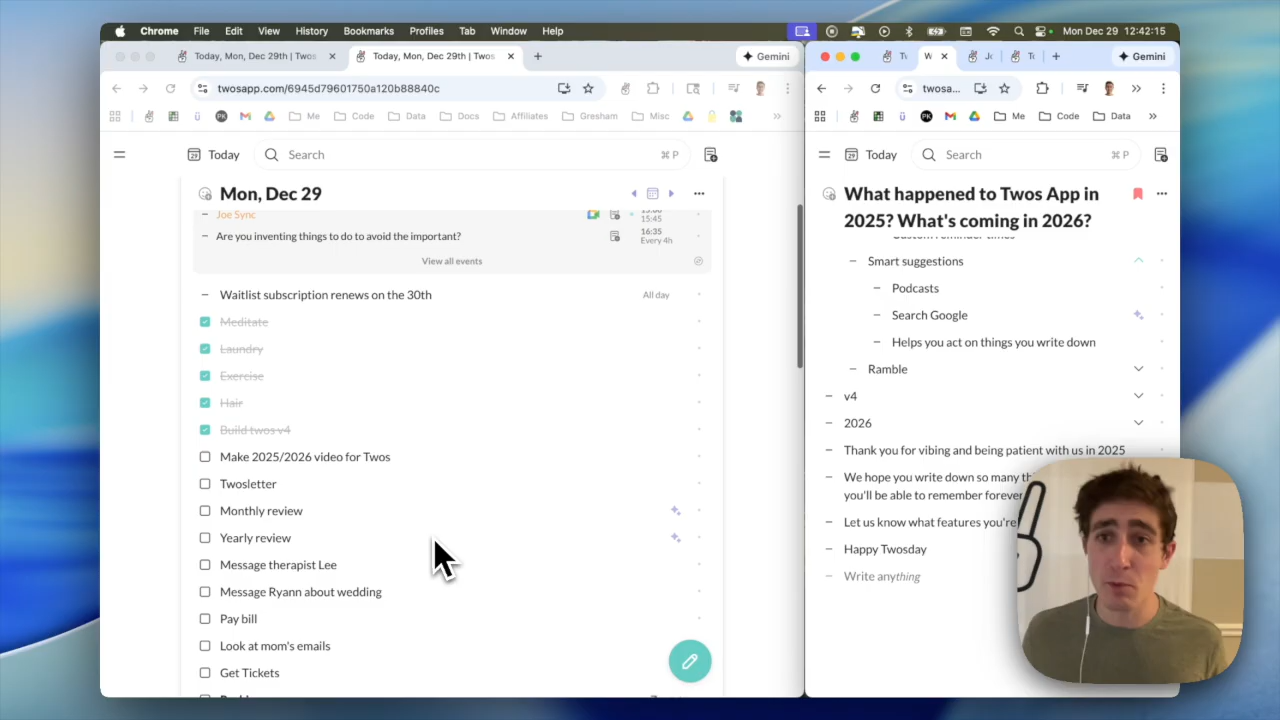 Chrome File Edit View History Bookmarks Profiles Tab Window Help
Mon Dec 29 12:42:15
Today, Mon, Dec 29th | Twos
Today, Mon, Dec 29th | Twos
Gemini
twosapp.com/6945d79601750a120b88840c
Me Code Data Docs Affiliates Gresham Misc
Today
Search
⌘ P
Mon, Dec 29
Joe Sync
15:45
Are you inventing things to do to avoid the important?
16:35
Every 4h
View all events
Waitlist subscription renews on the 30th
All day
Meditate
Laundry
Exercise
Hair
Build twos v4
Make 2025/2026 video for Twos
Twosletter
Monthly review
Yearly review
Message therapist Lee
Message Ryann about wedding
Pay bill
Look at mom's emails
Get Tickets
Gemini
twosa...
Me Code Data
Today
Search
⌘ P
What happened to Twos App in
2025? What's coming in 2026?
Custom reminder times
Smart suggestions
Podcasts
Search Google
Helps you act on things you write down
Ramble
v4
2026
Thank you for vibing and being patient with us in 2025
We hope you write down so many
you'll be able to remember forever
Let us know what features you're
Happy Twosday
Write anything